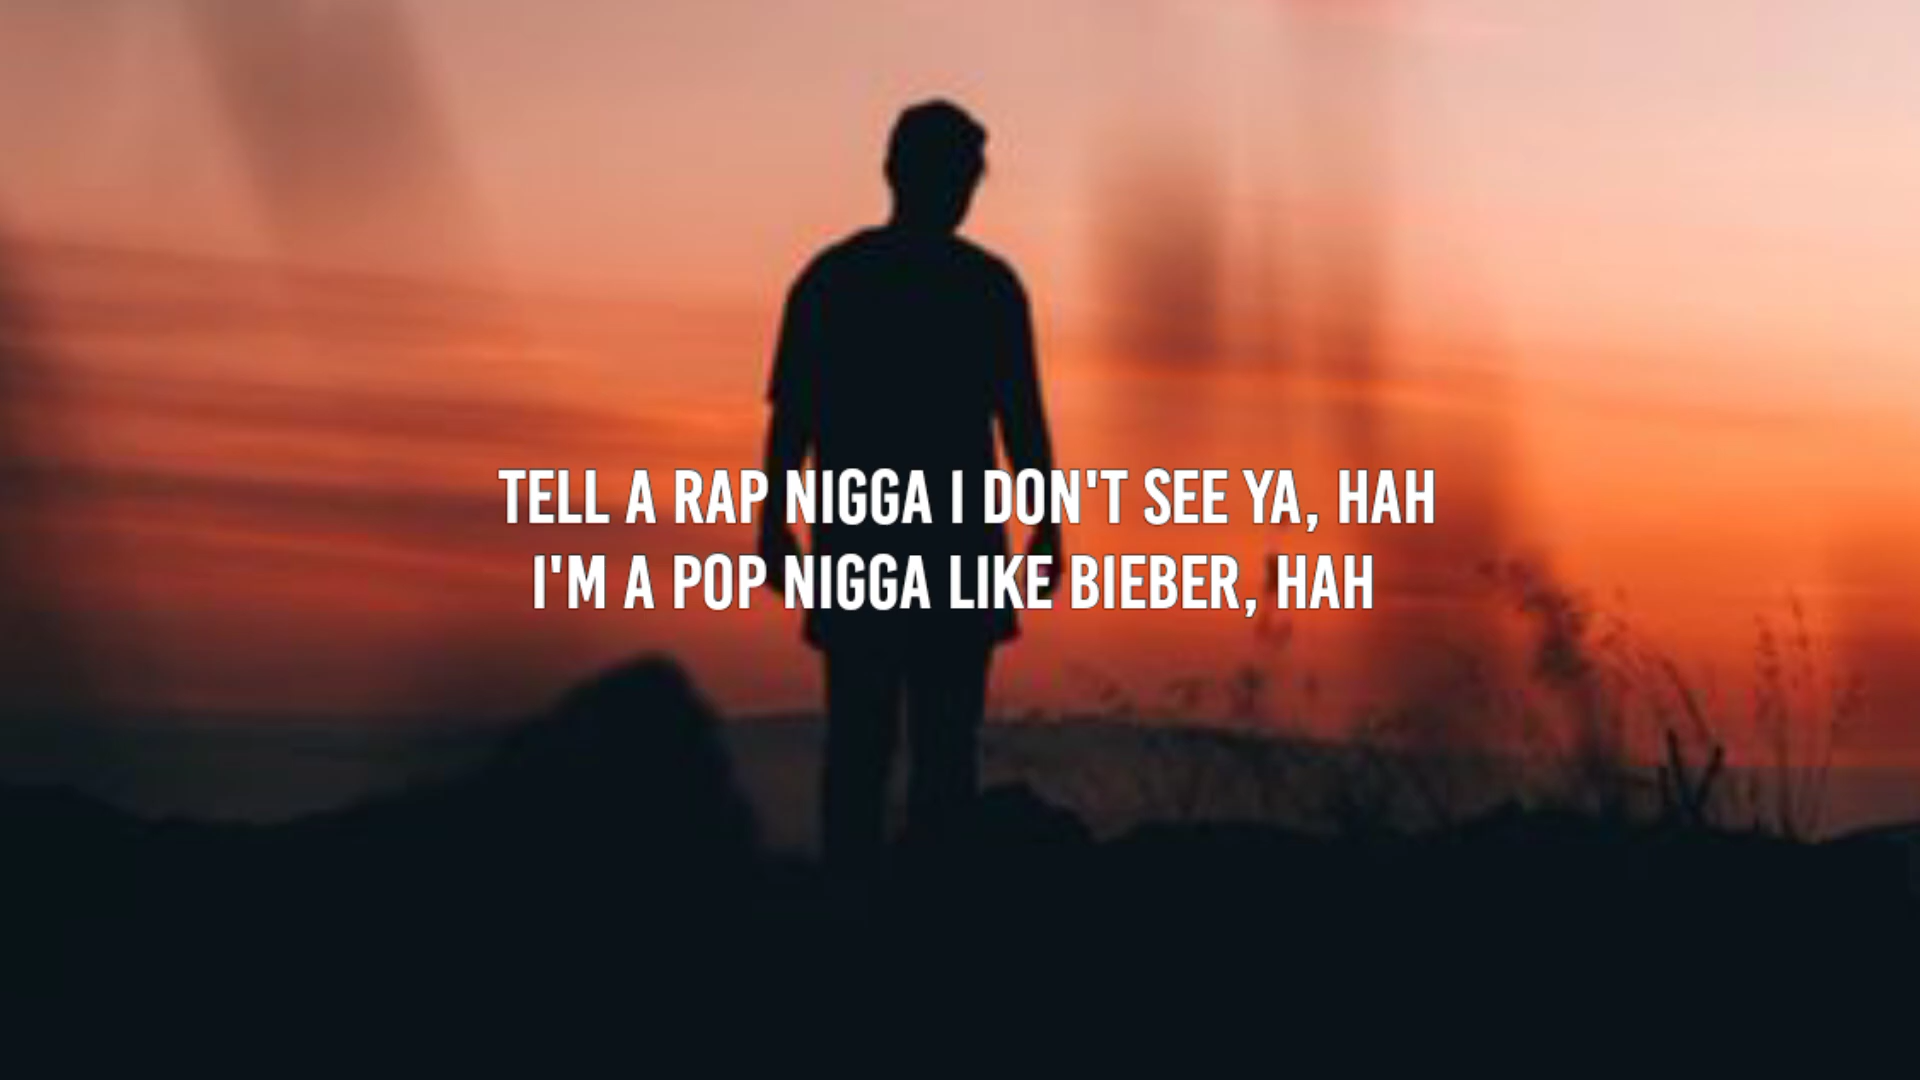 TELL A RAP NIGGA I DON'T SEE YA, HAH
I'M A POP NIGGA LIKE BIEBER, HAH